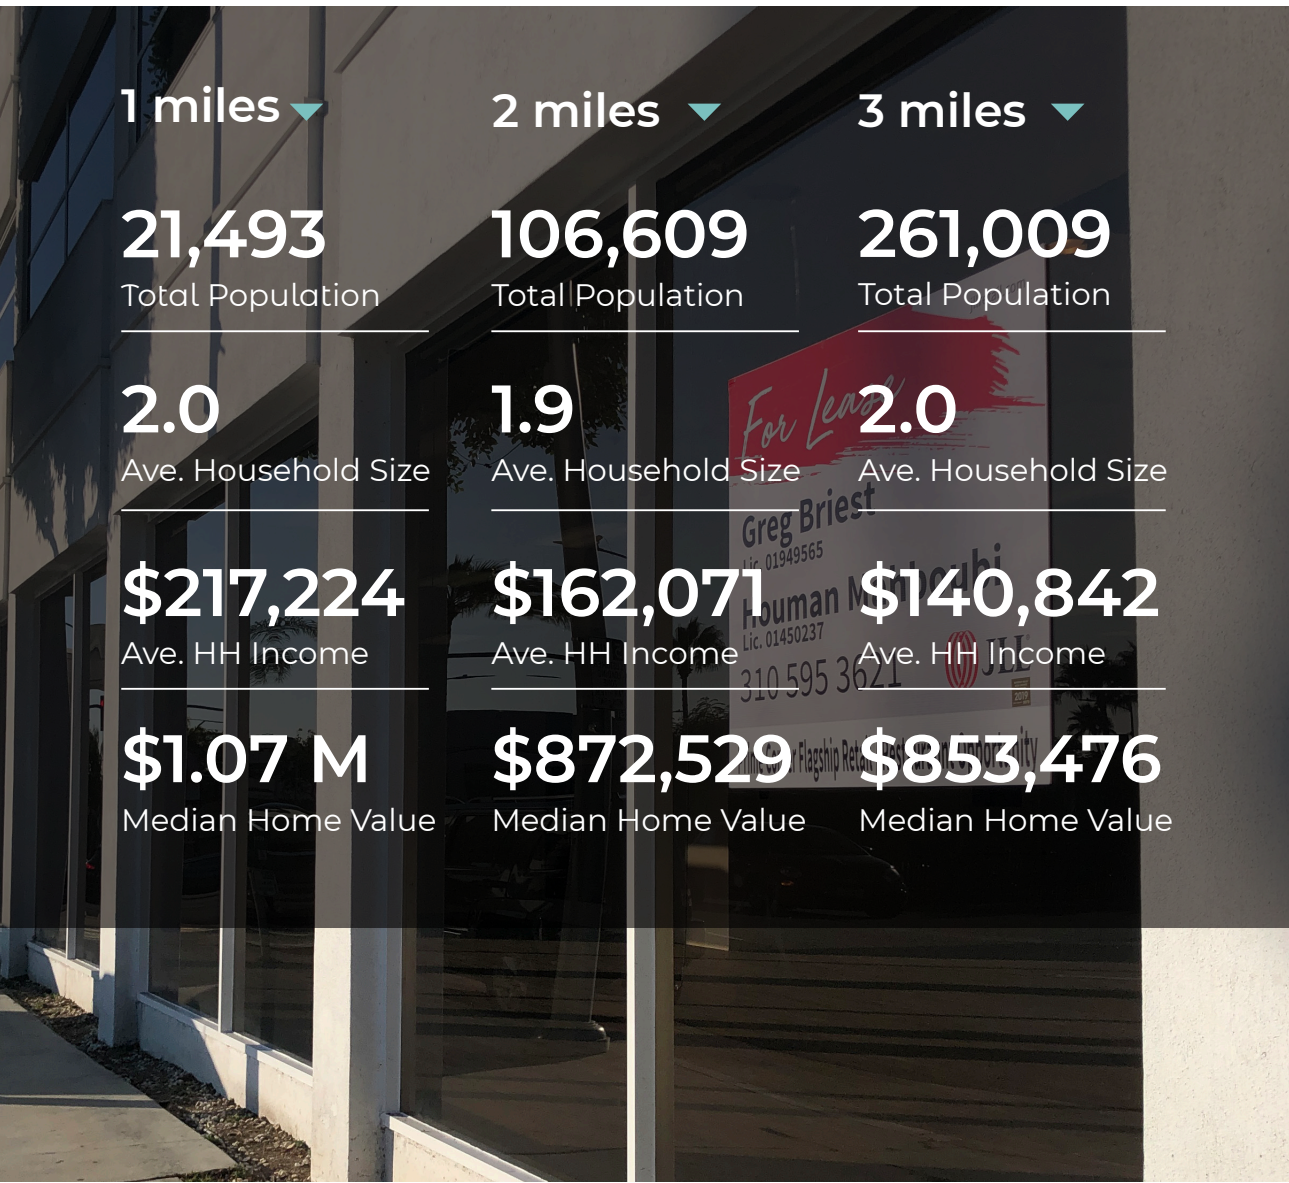 1 miles
21,493
Total Population
2.0
Ave. Household Size
$217,224
Ave. HH Income
$1.07 M
Median Home Value
2 miles
106,609
Total Population
1.9
Ave. Household Size
$162,071
Ave. HH Income
$872,529
Median Home Value
3 miles
261,009
Total Population
2.0
Ave. Household Size
$140,842
Ave. HH Income
$853,476
Median Home Value
For Lease
Greg Briest
Lic. 01949565
Houman
Lic. 01450237
310 595 3621
JLL
Flagship Retail